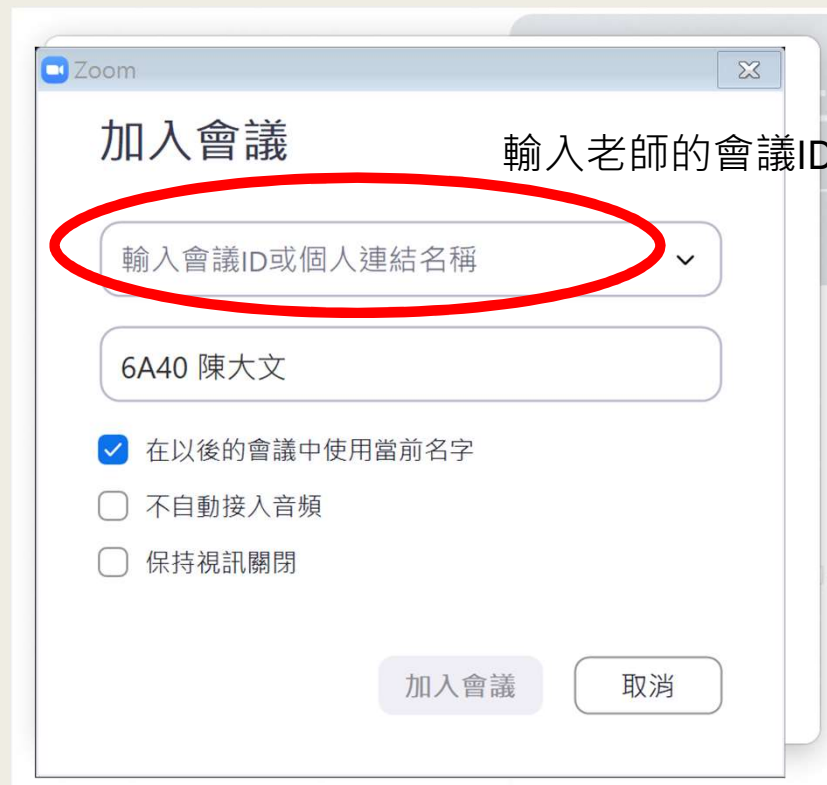 Zoom
加入會議
輸入老師的會議ID
輸入會議ID或個人連結名稱
6A40 陳大文
在以後的會議中使用當前名字
不自動接入音頻
保持視訊關閉
加入會議
取消